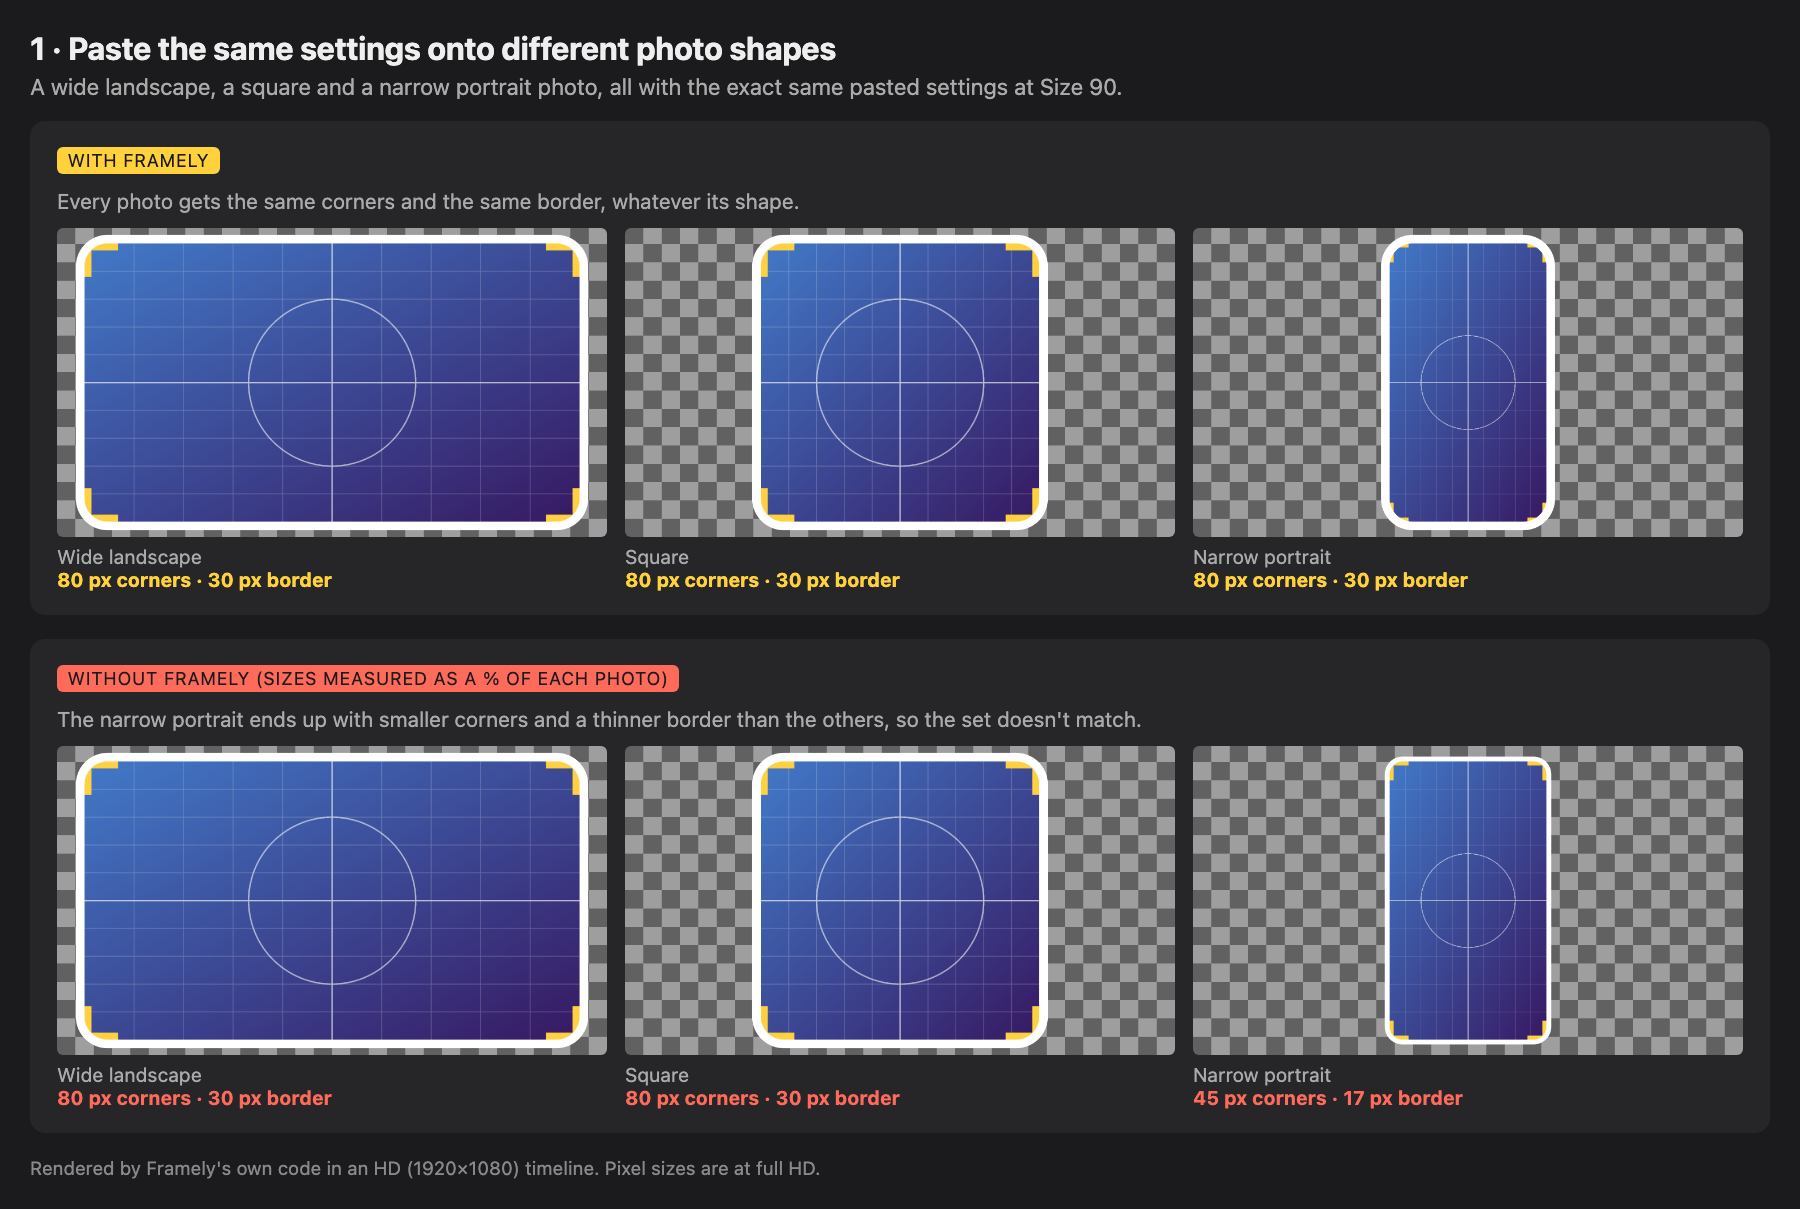 1 · Paste the same settings onto different photo shapes
A wide landscape, a square and a narrow portrait photo, all with the exact same pasted settings at Size 90.
WITH FRAMELY
Every photo gets the same corners and the same border, whatever its shape.
Wide landscape
80 px corners · 30 px border
Square
80 px corners · 30 px border
Narrow portrait
80 px corners · 30 px border
WITHOUT FRAMELY (SIZES MEASURED AS A % OF EACH PHOTO)
The narrow portrait ends up with smaller corners and a thinner border than the others, so the set doesn't match.
Wide landscape
80 px corners · 30 px border
Square
80 px corners · 30 px border
Narrow portrait
45 px corners · 17 px border
Rendered by Framely's own code in an HD (1920×1080) timeline. Pixel sizes are at full HD.